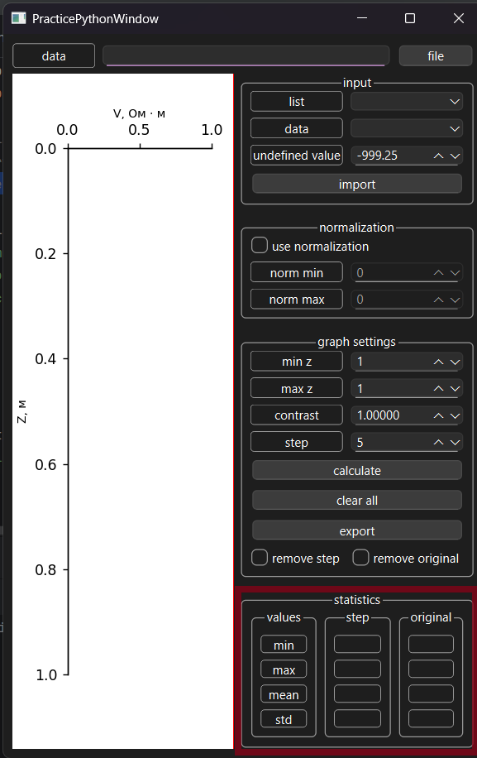 PracticePythonWindow
data
file
V, Ом · м
0.0 0.5 1.0
0.0
0.2
0.4
0.6
0.8
1.0
Z, м
input
list
data
undefined value -999.25
import
normalization
use normalization
norm min 0
norm max 0
graph settings
min z 1
max z 1
contrast 1.00000
step 5
calculate
clear all
export
remove step remove original
statistics
values step original
min
max
mean
std